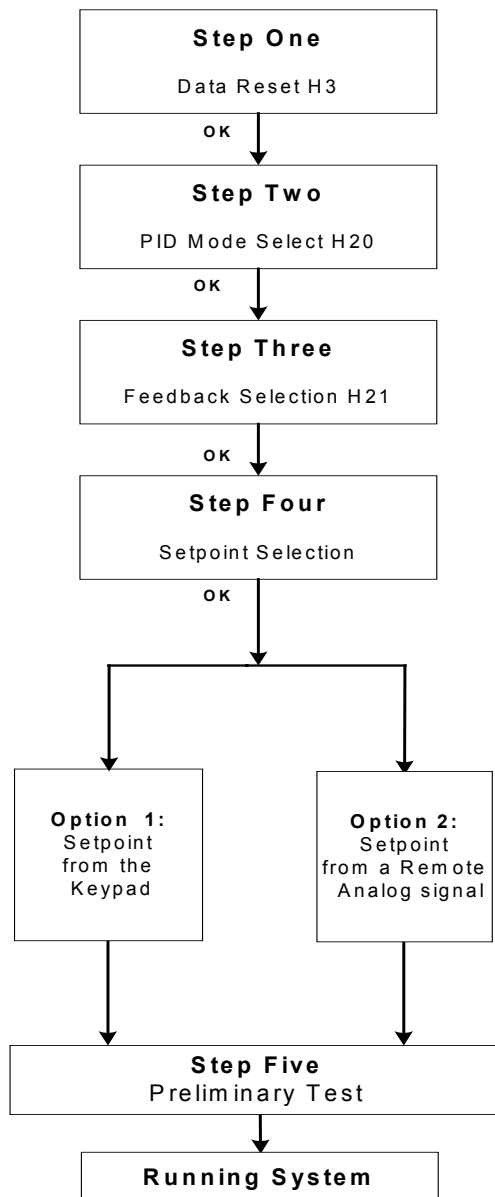 Step One
Data Reset H3
OK
Step Two
PID Mode Select H20
OK
Step Three
Feedback Selection H21
OK
Step Four
Setpoint Selection
OK
Option 1:
Setpoint
from the
Keypad
Option 2:
Setpoint
from a Remote
Analog signal
Step Five
Preliminary Test
Running System